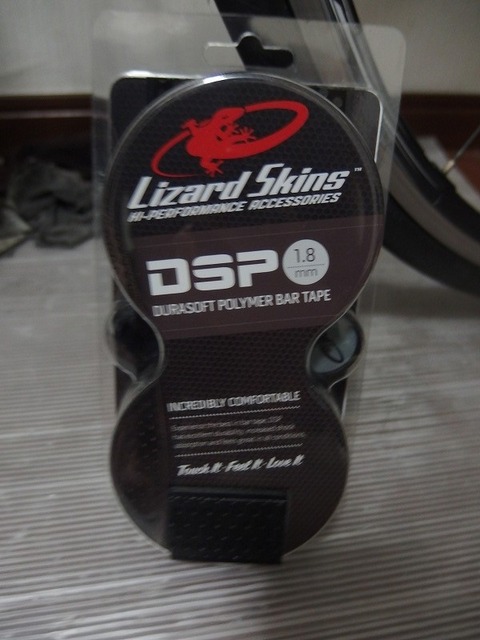 Lizard Skins™
HI-PERFORMANCE ACCESSORIES
DSP 1.8 mm
DURASOFT POLYMER BAR TAPE
INCREDIBLY COMFORTABLE
Touch It · Feel It · Love It